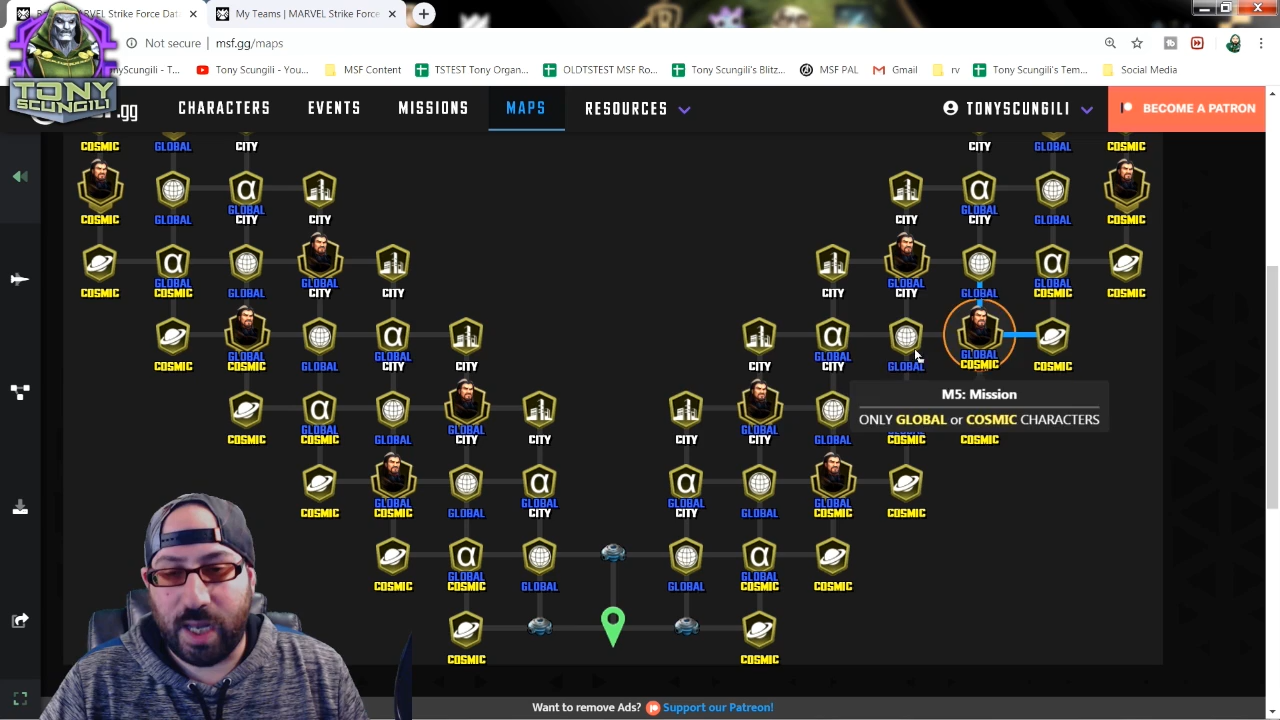 MARVEL Strike Force Dat
My Teams | MARVEL Strike Force
Not secure | msf.gg/maps
Scungili - T...
Tony Scungili - You...
MSF Content
TSTEST Tony Organ...
OLDTSTEST MSF Ro...
Tony Scungili's Blitz...
MSF PAL
Gmail
rv
Tony Scungili's Tem...
Social Media
TONY
SCUNGILI
.gg
CHARACTERS
EVENTS
MISSIONS
MAPS
RESOURCES
TONYSCUNGILI
BECOME A PATRON
COSMIC GLOBAL CITY CITY GLOBAL COSMIC
α α
GLOBAL GLOBAL
COSMIC GLOBAL CITY CITY CITY CITY GLOBAL COSMIC
α α
GLOBAL GLOBAL GLOBAL GLOBAL
COSMIC COSMIC GLOBAL CITY CITY CITY CITY GLOBAL COSMIC COSMIC
α α
GLOBAL GLOBAL GLOBAL GLOBAL
COSMIC COSMIC GLOBAL CITY CITY CITY CITY GLOBAL COSMIC COSMIC
M5: Mission
ONLY GLOBAL or COSMIC CHARACTERS
α
GLOBAL GLOBAL GLOBAL
COSMIC COSMIC GLOBAL CITY CITY CITY CITY GLOBAL COSMIC COSMIC
α α
GLOBAL GLOBAL GLOBAL GLOBAL
COSMIC COSMIC GLOBAL CITY CITY GLOBAL COSMIC COSMIC
α α
GLOBAL GLOBAL
COSMIC COSMIC GLOBAL GLOBAL COSMIC COSMIC
COSMIC COSMIC
Want to remove Ads? Support our Patreon!